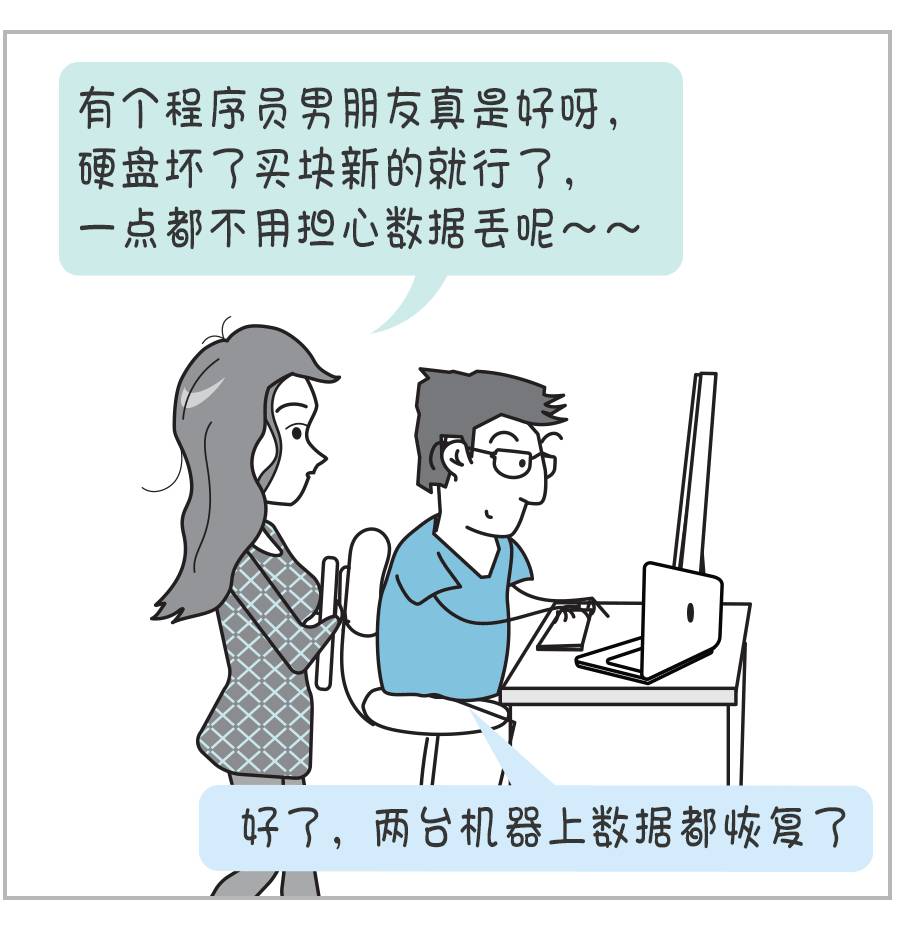 有个程序员男朋友真是好呀，
硬盘坏了买块新的就行了，
一点都不用担心数据丢呢～～
好了，两台机器上数据都恢复了